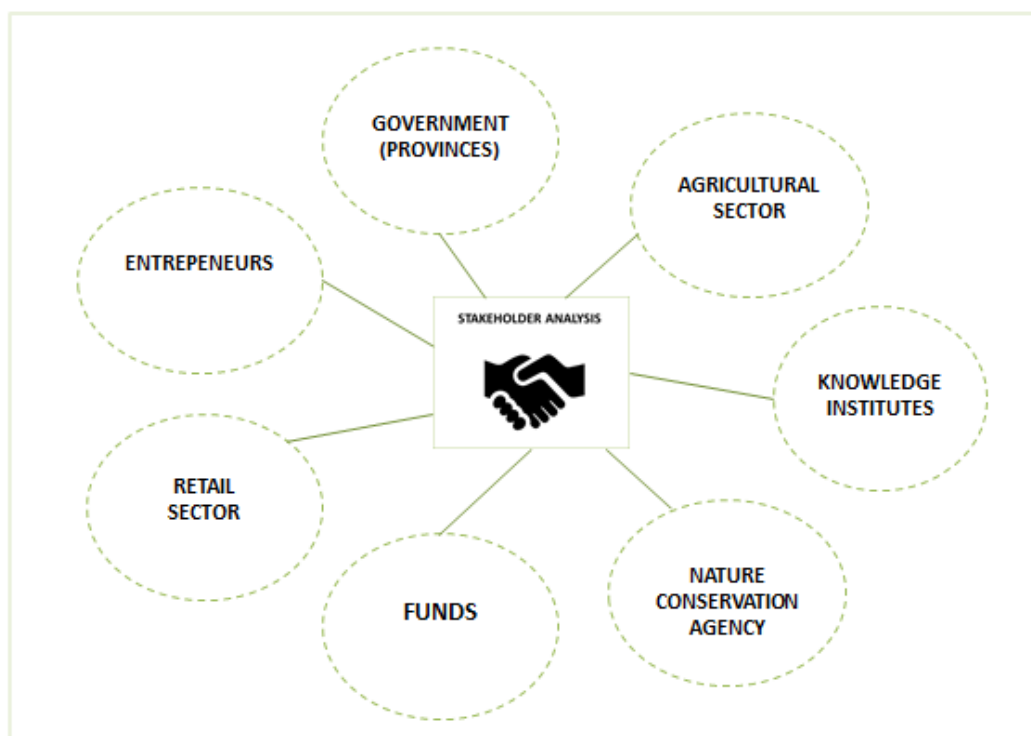 GOVERNMENT
(PROVINCES)
AGRICULTURAL
SECTOR
ENTREPENEURS
STAKEHOLDER ANALYSIS
KNOWLEDGE
INSTITUTES
RETAIL
SECTOR
FUNDS
NATURE
CONSERVATION
AGENCY